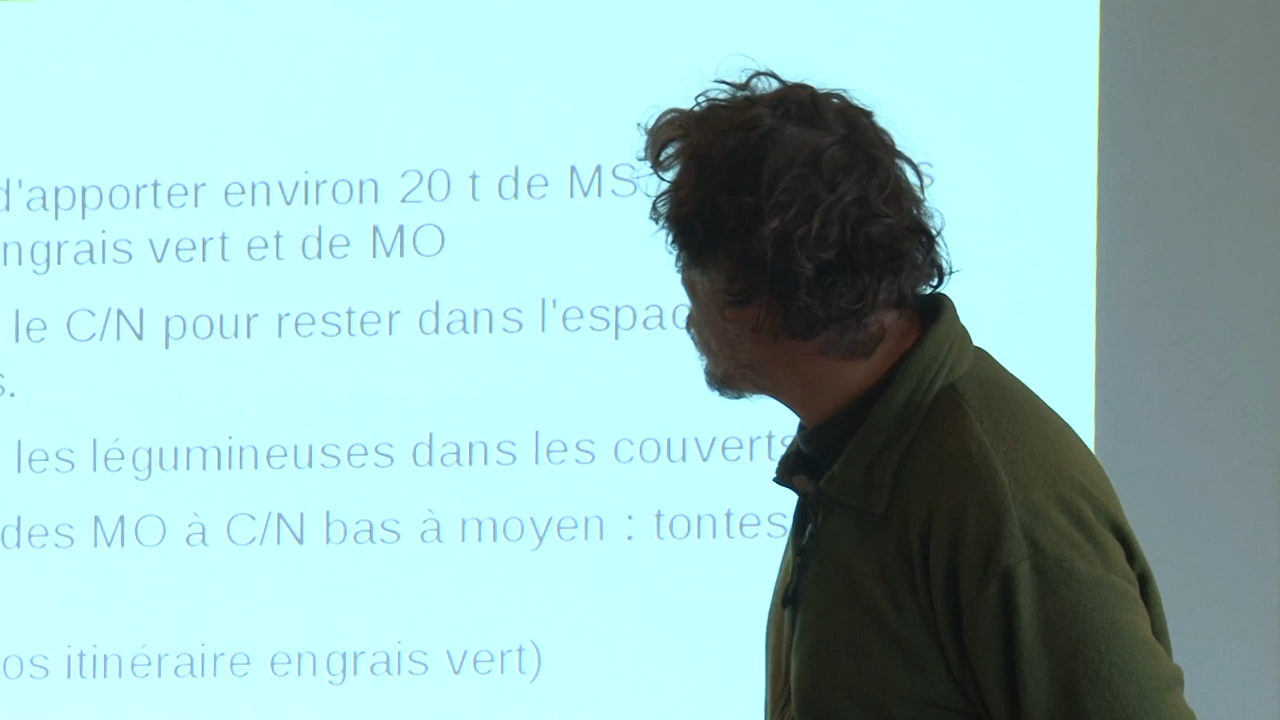 d'apporter environ 20 t de MS
engrais vert et de MO
le C/N pour rester dans l'espac
s.
les légumineuses dans les couverts
des MO à C/N bas à moyen : tontes
os itinéraire engrais vert)